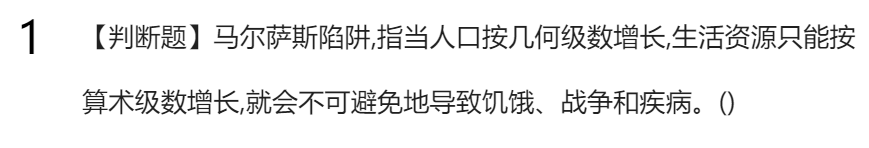 1 【判断题】马尔萨斯陷阱,指当人口按几何级数增长,生活资源只能按
算术级数增长,就会不可避免地导致饥饿、战争和疾病。()